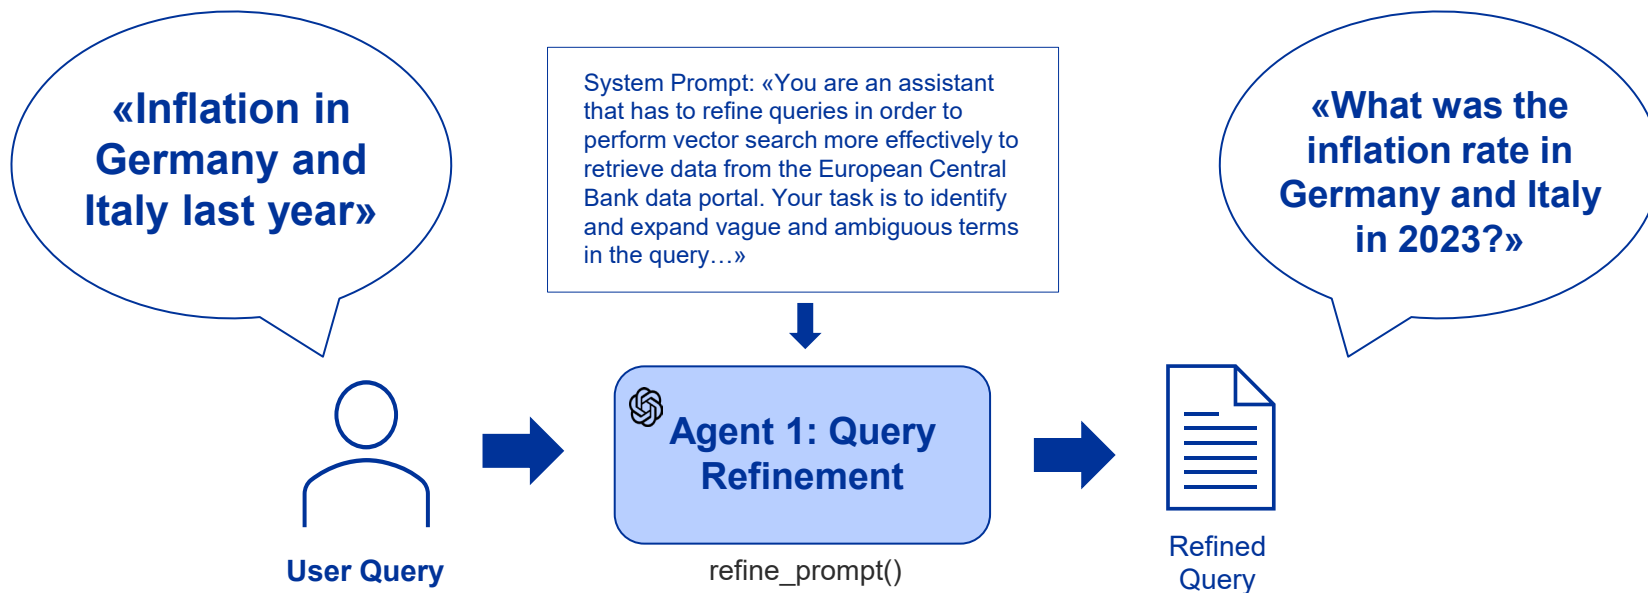 «Inflation in
Germany and
Italy last year»
System Prompt: «You are an assistant
that has to refine queries in order to
perform vector search more effectively to
retrieve data from the European Central
Bank data portal. Your task is to identify
and expand vague and ambiguous terms
in the query…»
«What was the
inflation rate in
Germany and Italy
in 2023?»
User Query
Agent 1: Query
Refinement
refine_prompt()
Refined
Query